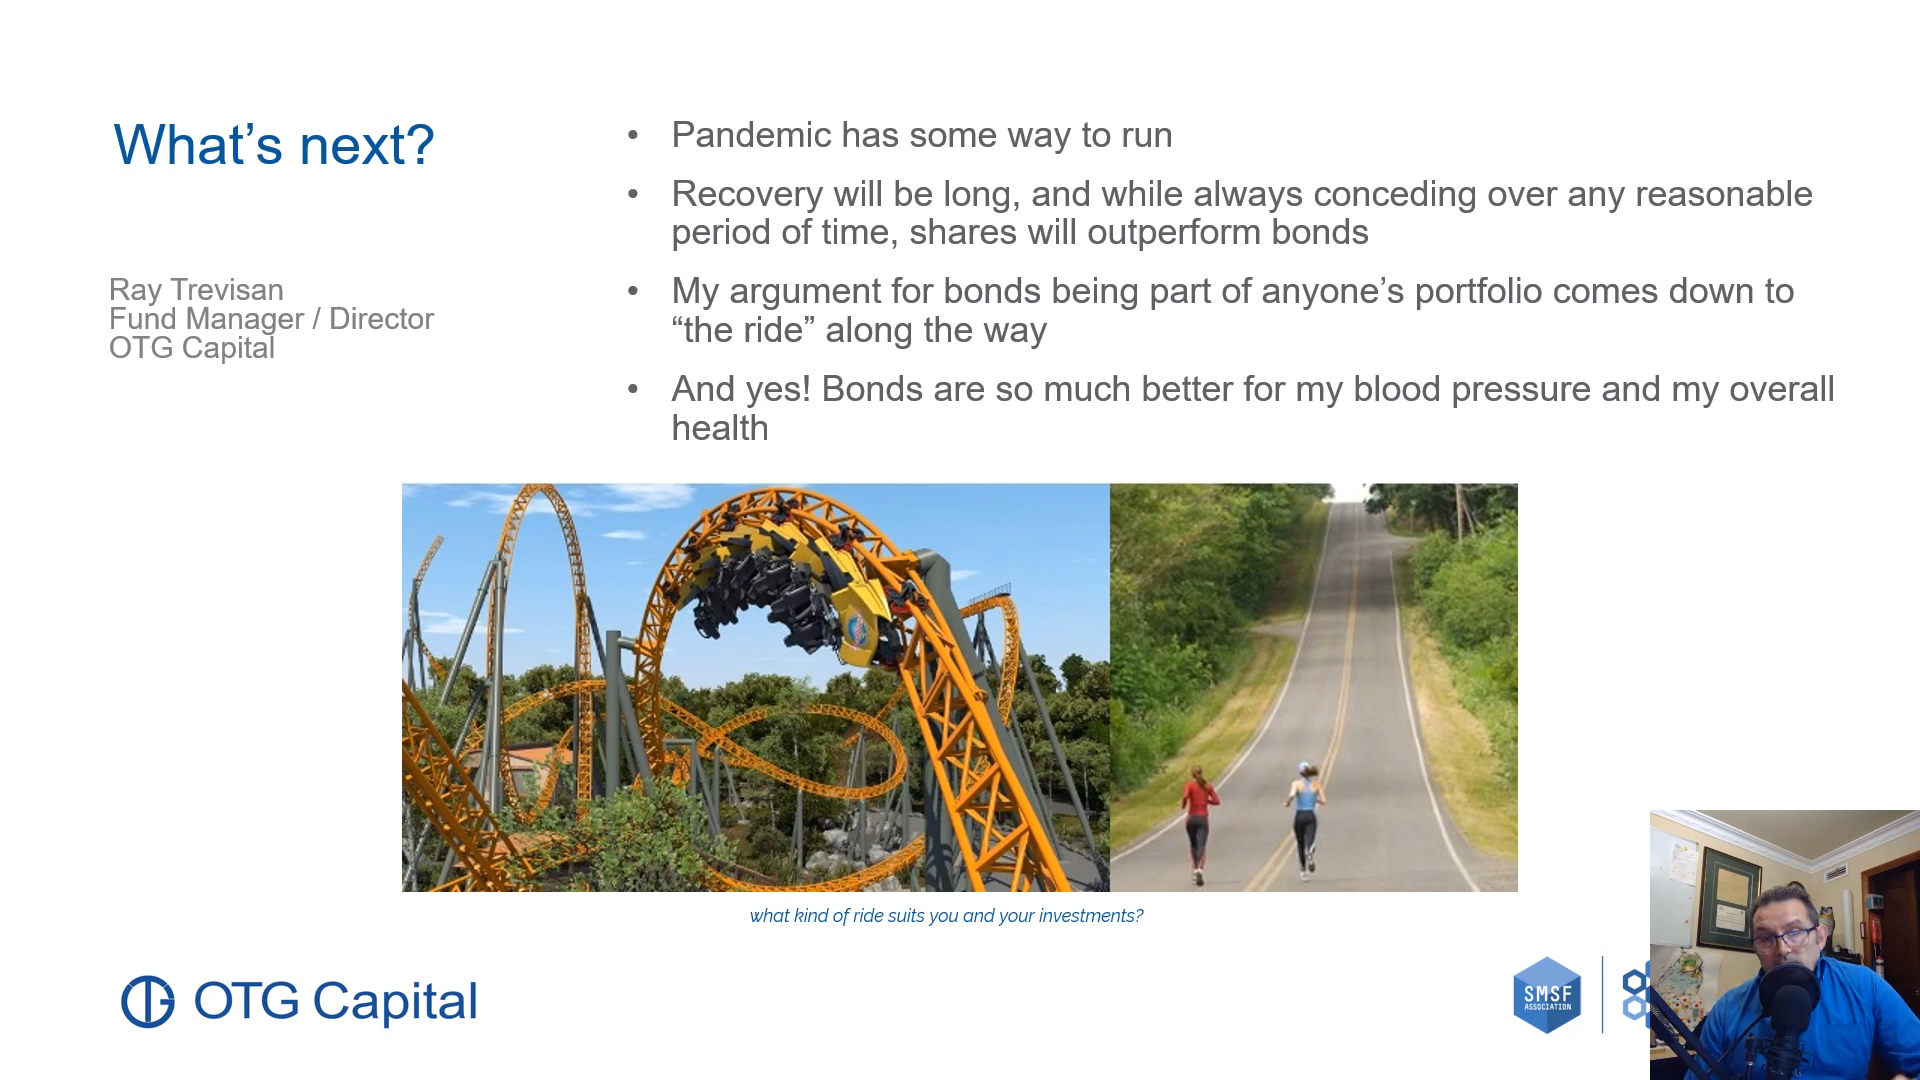 What’s next?
Ray Trevisan
Fund Manager / Director
OTG Capital
• Pandemic has some way to run
• Recovery will be long, and while always conceding over any reasonable
period of time, shares will outperform bonds
• My argument for bonds being part of anyone’s portfolio comes down to
“the ride” along the way
• And yes! Bonds are so much better for my blood pressure and my overall
health
what kind of ride suits you and your investments?
OTG Capital
SMSF
ASSOCIATION